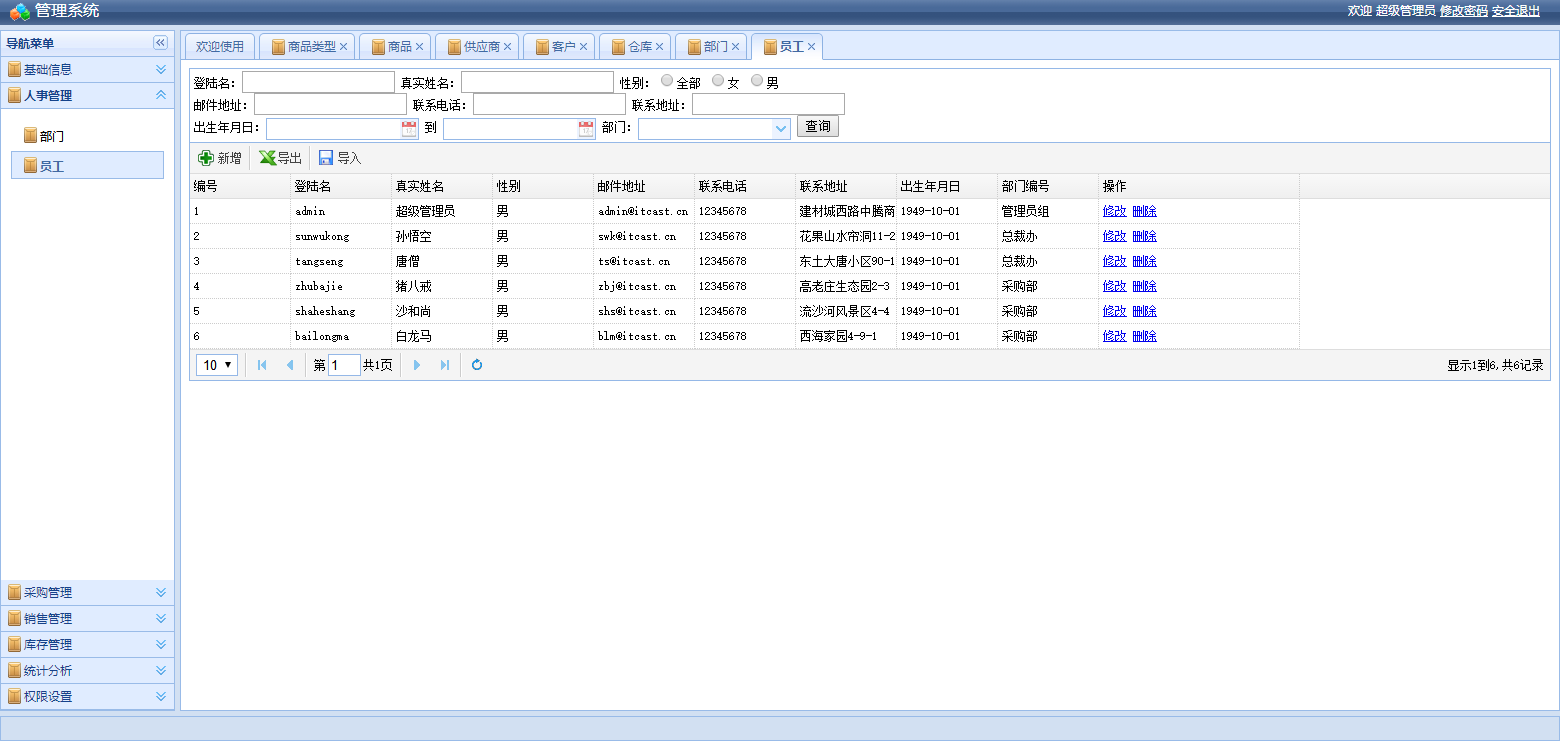 管理系统
欢迎 超级管理员 修改密码 安全退出
导航菜单
基础信息
人事管理
部门
员工
采购管理
销售管理
库存管理
统计分析
权限设置
欢迎使用 商品类型 商品 供应商 客户 仓库 部门 员工
登陆名: 真实姓名: 性别: 全部 女 男
邮件地址: 联系电话: 联系地址:
出生年月日: 到 部门: 查询
新增 导出 导入
编号 登陆名 真实姓名 性别 邮件地址 联系电话 联系地址 出生年月日 部门编号 操作
1 admin 超级管理员 男 admin@itcast.cn 12345678 建材城西路中腾商 1949-10-01 管理员组 修改 删除
2 sunwukong 孙悟空 男 swk@itcast.cn 12345678 花果山水帘洞11-2 1949-10-01 总裁办 修改 删除
3 tangseng 唐僧 男 ts@itcast.cn 12345678 东土大唐小区90-1 1949-10-01 总裁办 修改 删除
4 zhubajie 猪八戒 男 zbj@itcast.cn 12345678 高老庄生态园2-3 1949-10-01 采购部 修改 删除
5 shaheshang 沙和尚 男 shs@itcast.cn 12345678 流沙河风景区4-4 1949-10-01 采购部 修改 删除
6 bailongma 白龙马 男 blm@itcast.cn 12345678 西海家园4-9-1 1949-10-01 采购部 修改 删除
10 第 1 共1页 显示1到6,共6记录